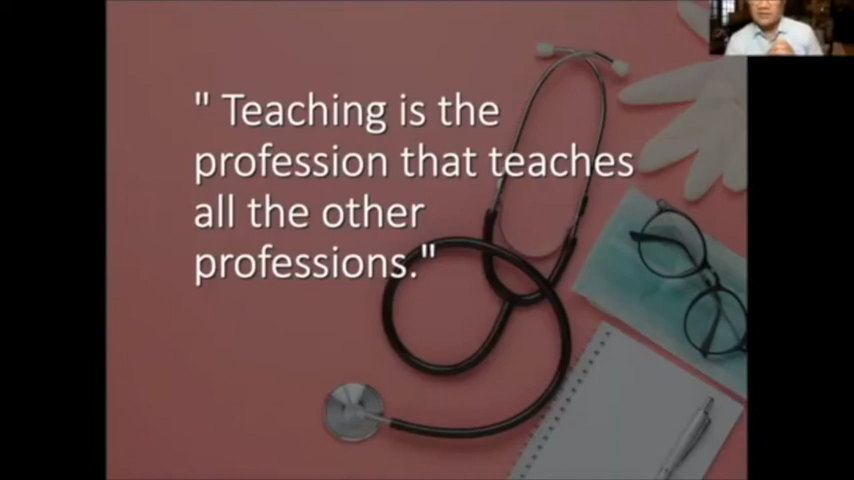 " Teaching is the
profession that teaches
all the other
professions."